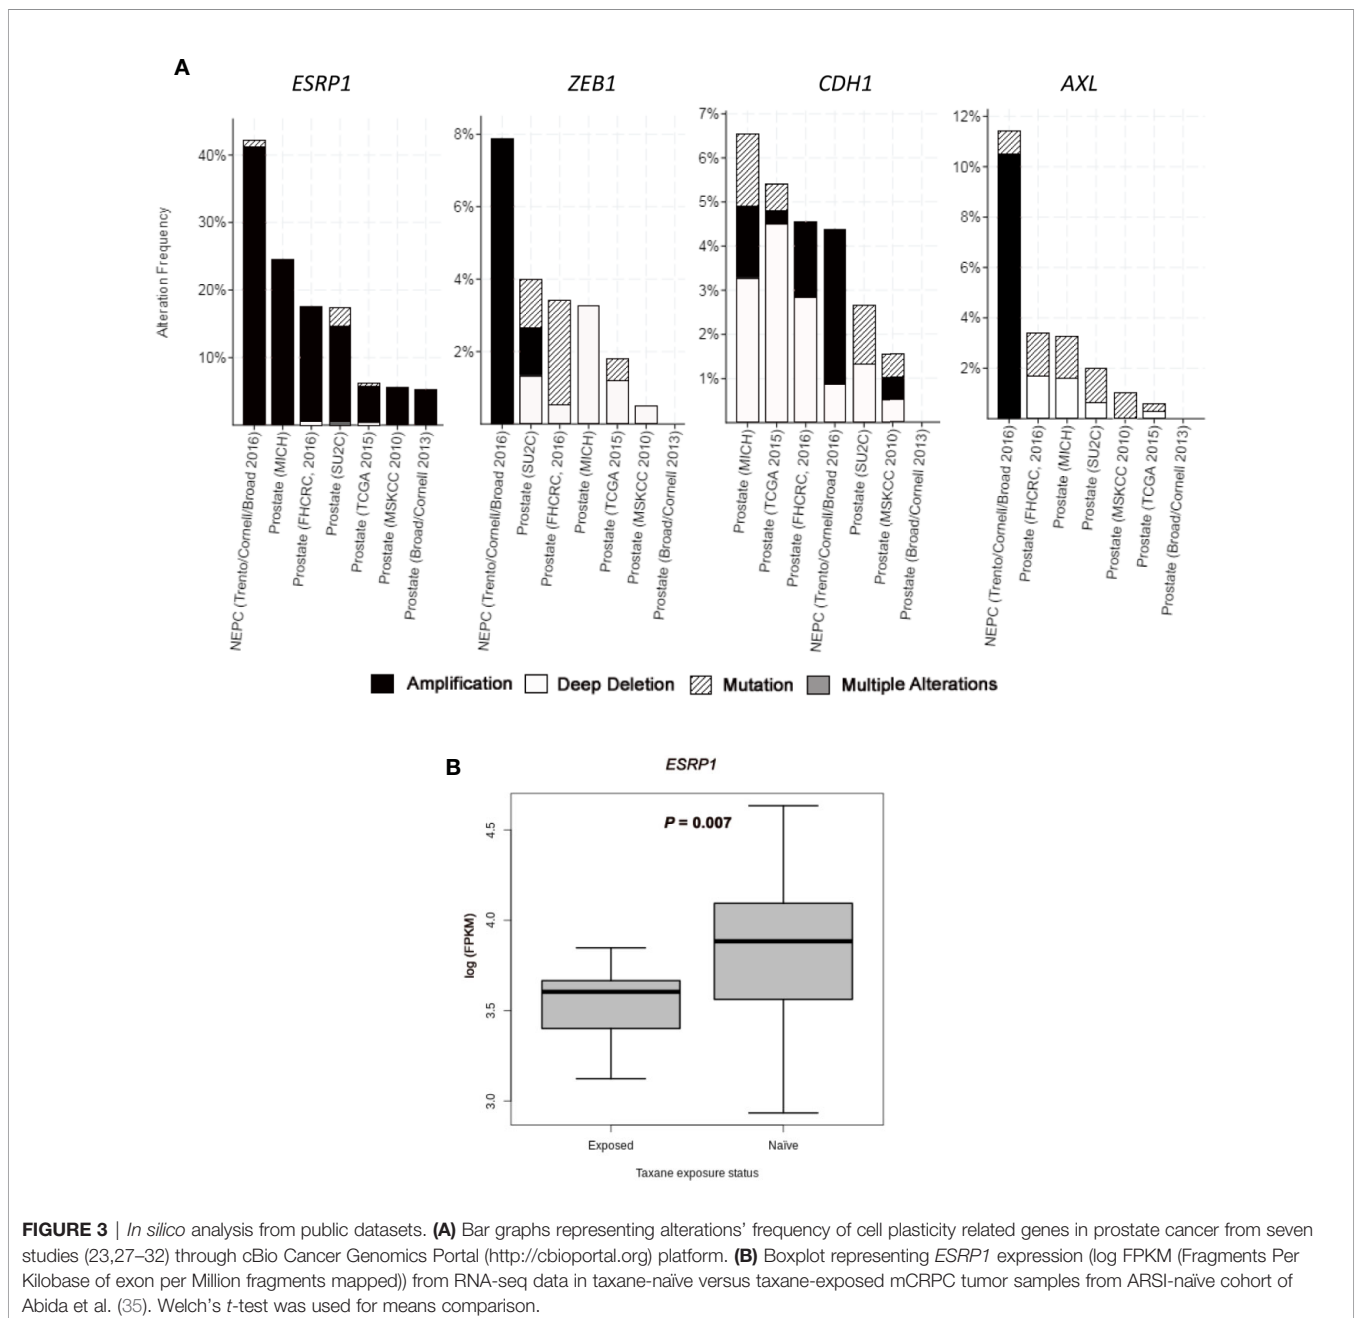 A
ESRP1
ZEB1
CDH1
AXL
Alteration Frequency
40%
30%
20%
10%
NEPC (Trento/Cornell/Broad 2016)
Prostate (MICH)
Prostate (FHCRC, 2016)
Prostate (SU2C)
Prostate (TCGA 2015)
Prostate (MSKCC 2010)
Prostate (Broad/Cornell 2013)
8%
6%
4%
2%
NEPC (Trento/Cornell/Broad 2016)
Prostate (SU2C)
Prostate (FHCRC, 2016)
Prostate (MICH)
Prostate (TCGA 2015)
Prostate (MSKCC 2010)
Prostate (Broad/Cornell 2013)
7%
6%
5%
4%
3%
2%
1%
Prostate (MICH)
Prostate (TCGA 2015)
Prostate (FHCRC, 2016)
NEPC (Trento/Cornell/Broad 2016)
Prostate (SU2C)
Prostate (MSKCC 2010)
Prostate (Broad/Cornell 2013)
12%
10%
8%
6%
4%
2%
NEPC (Trento/Cornell/Broad 2016)
Prostate (FHCRC, 2016)
Prostate (MICH)
Prostate (SU2C)
Prostate (MSKCC 2010)
Prostate (TCGA 2015)
Prostate (Broad/Cornell 2013)
Amplification Deep Deletion Mutation Multiple Alterations
B
ESRP1
P = 0.007
log (FPKM)
4.5
4.0
3.5
3.0
Exposed Naïve
Taxane exposure status
FIGURE 3 | In silico analysis from public datasets. (A) Bar graphs representing alterations' frequency of cell plasticity related genes in prostate cancer from seven
studies (23,27–32) through cBio Cancer Genomics Portal (http://cbioportal.org) platform. (B) Boxplot representing ESRP1 expression (log FPKM (Fragments Per
Kilobase of exon per Million fragments mapped)) from RNA-seq data in taxane-naïve versus taxane-exposed mCRPC tumor samples from ARSI-naïve cohort of
Abida et al. (35). Welch's t-test was used for means comparison.